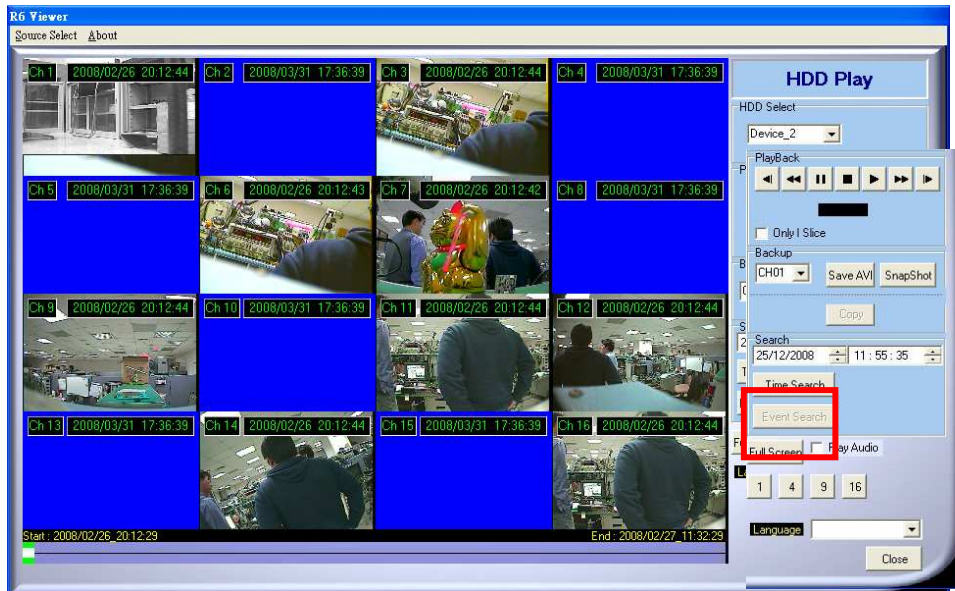 R6 Viewer
Source Select About
Ch 1 2008/02/26 20:12:44 Ch 2 2008/03/31 17:36:39 Ch 3 2008/02/26 20:12:44 Ch 4 2008/03/31 17:36:39
Ch 5 2008/03/31 17:36:39 Ch 6 2008/02/26 20:12:43 Ch 7 2008/02/26 20:12:42 Ch 8 2008/03/31 17:36:39
Ch 9 2008/02/26 20:12:44 Ch 10 2008/03/31 17:36:39 Ch 11 2008/02/26 20:12:44 Ch 12 2008/02/26 20:12:44
Ch 13 2008/03/31 17:36:39 Ch 14 2008/02/26 20:12:44 Ch 15 2008/03/31 17:36:39 Ch 16 2008/02/26 20:12:44
Start : 2008/02/26_20:12:29 End : 2008/02/27_11:32:29
HDD Play
HDD Select
Device_2
PlayBack
Only I Slice
Backup
CH01 Save AVI SnapShot
Copy
Search
25/12/2008 11 : 55 : 35
Time Search
Event Search
Full Screen Play Audio
1 4 9 16
Language
Close